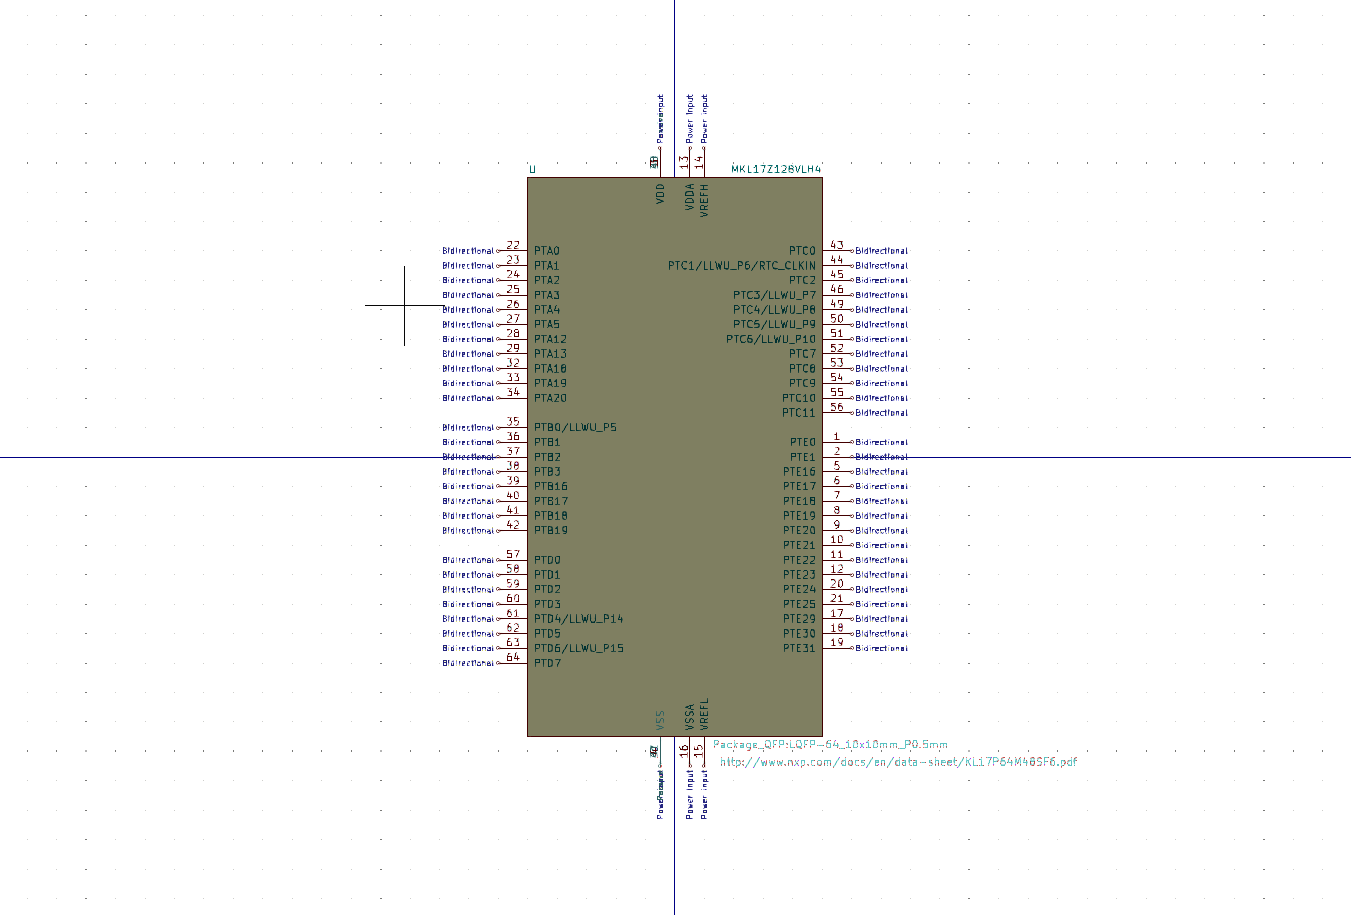 Power Input Power Input
13 14
U MKL17Z128VLH4
VDD VDDA VREFH
Bidirectional 22 PTA0 PTC0 43 Bidirectional
Bidirectional 23 PTA1 PTC1/LLWU_P6/RTC_CLKIN 44 Bidirectional
Bidirectional 24 PTA2 PTC2 45 Bidirectional
Bidirectional 25 PTA3 PTC3/LLWU_P7 46 Bidirectional
Bidirectional 26 PTA4 PTC4/LLWU_P8 49 Bidirectional
Bidirectional 27 PTA5 PTC5/LLWU_P9 50 Bidirectional
Bidirectional 28 PTA12 PTC6/LLWU_P10 51 Bidirectional
Bidirectional 29 PTA13 PTC7 52 Bidirectional
Bidirectional 32 PTA18 PTC8 53 Bidirectional
Bidirectional 33 PTA19 PTC9 54 Bidirectional
Bidirectional 34 PTA20 PTC10 55 Bidirectional
PTC11 56 Bidirectional
Bidirectional 35 PTB0/LLWU_P5
Bidirectional 36 PTB1 PTE0 1 Bidirectional
Bidirectional 37 PTB2 PTE1 2 Bidirectional
Bidirectional 38 PTB3 PTE16 5 Bidirectional
Bidirectional 39 PTB16 PTE17 6 Bidirectional
Bidirectional 40 PTB17 PTE18 7 Bidirectional
Bidirectional 41 PTB18 PTE19 8 Bidirectional
Bidirectional 42 PTB19 PTE20 9 Bidirectional
PTE21 10 Bidirectional
Bidirectional 57 PTD0 PTE22 11 Bidirectional
Bidirectional 58 PTD1 PTE23 12 Bidirectional
Bidirectional 59 PTD2 PTE24 20 Bidirectional
Bidirectional 60 PTD3 PTE25 21 Bidirectional
Bidirectional 61 PTD4/LLWU_P14 PTE29 17 Bidirectional
Bidirectional 62 PTD5 PTE30 18 Bidirectional
Bidirectional 63 PTD6/LLWU_P15 PTE31 19 Bidirectional
Bidirectional 64 PTD7
VSS VSSA VREFL
16 15
Package_QFP:LQFP-64_10x10mm_P0.5mm
http://www.nxp.com/docs/en/data-sheet/KL17P64M48SF6.pdf
Power Input Power Input